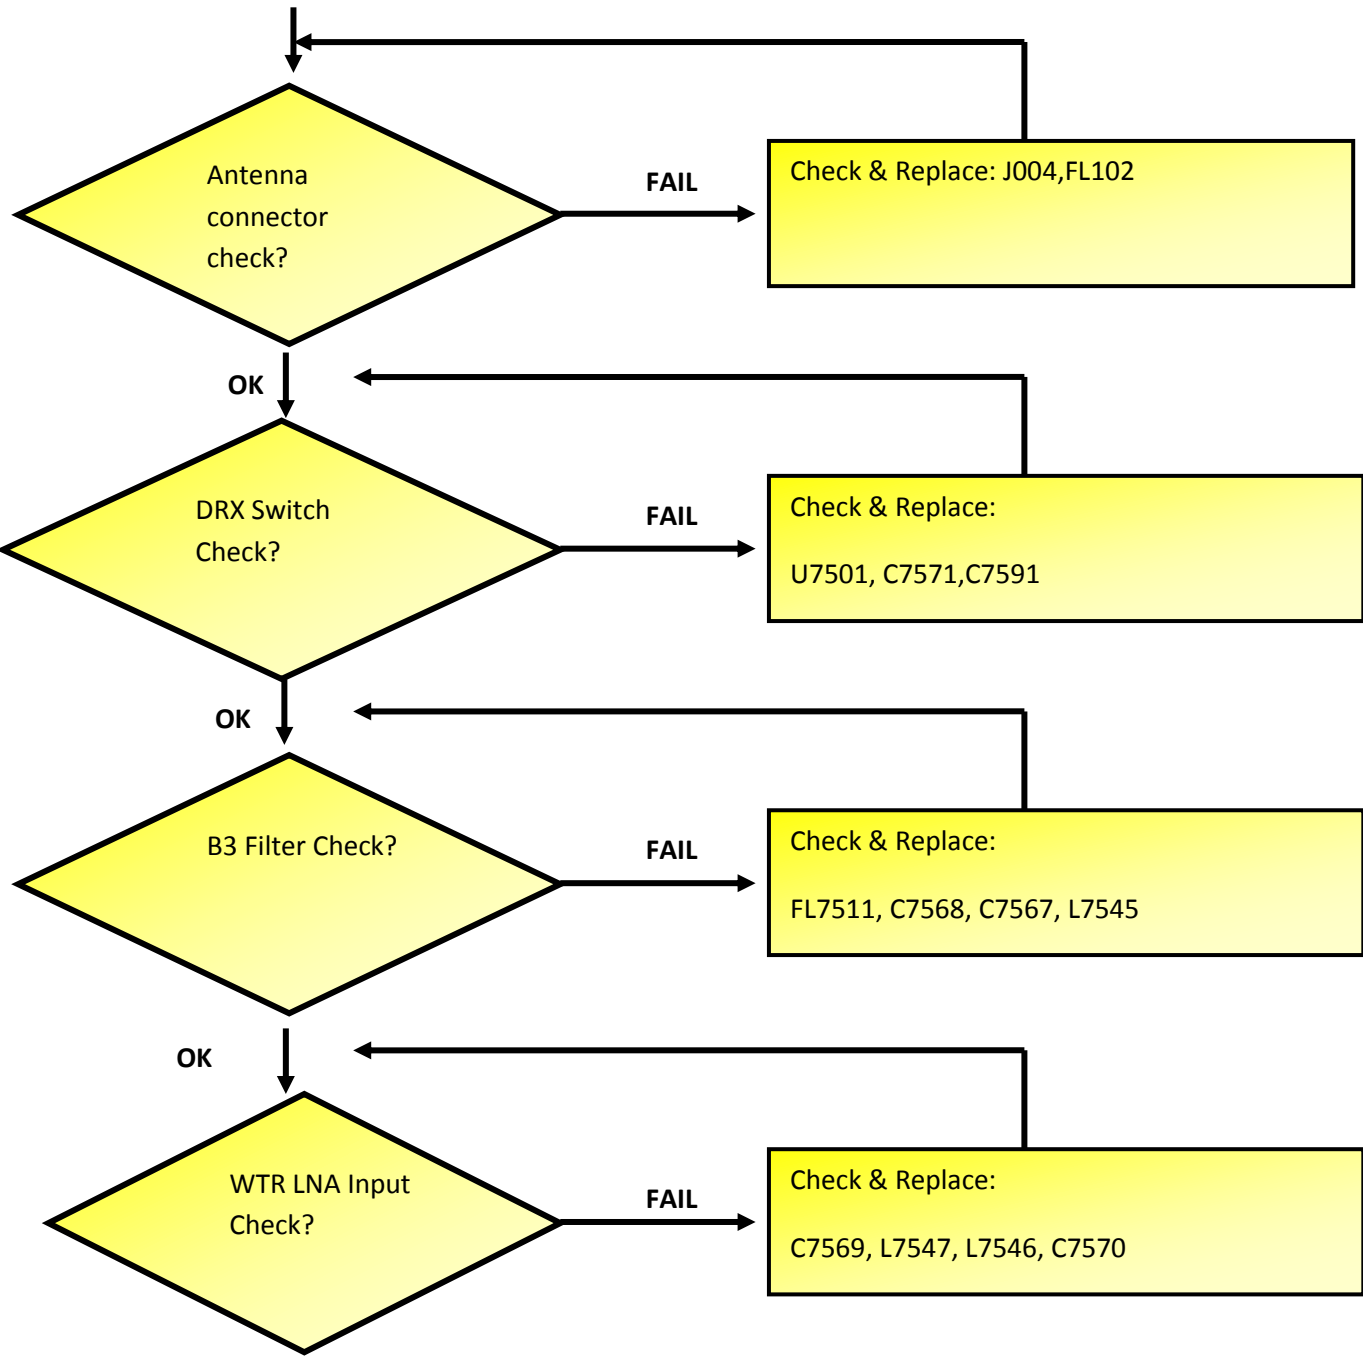 Antenna
connector
check?
FAIL
Check & Replace: J004,FL102
OK
DRX Switch
Check?
FAIL
Check & Replace:
U7501, C7571,C7591
OK
B3 Filter Check?
FAIL
Check & Replace:
FL7511, C7568, C7567, L7545
OK
WTR LNA Input
Check?
FAIL
Check & Replace:
C7569, L7547, L7546, C7570